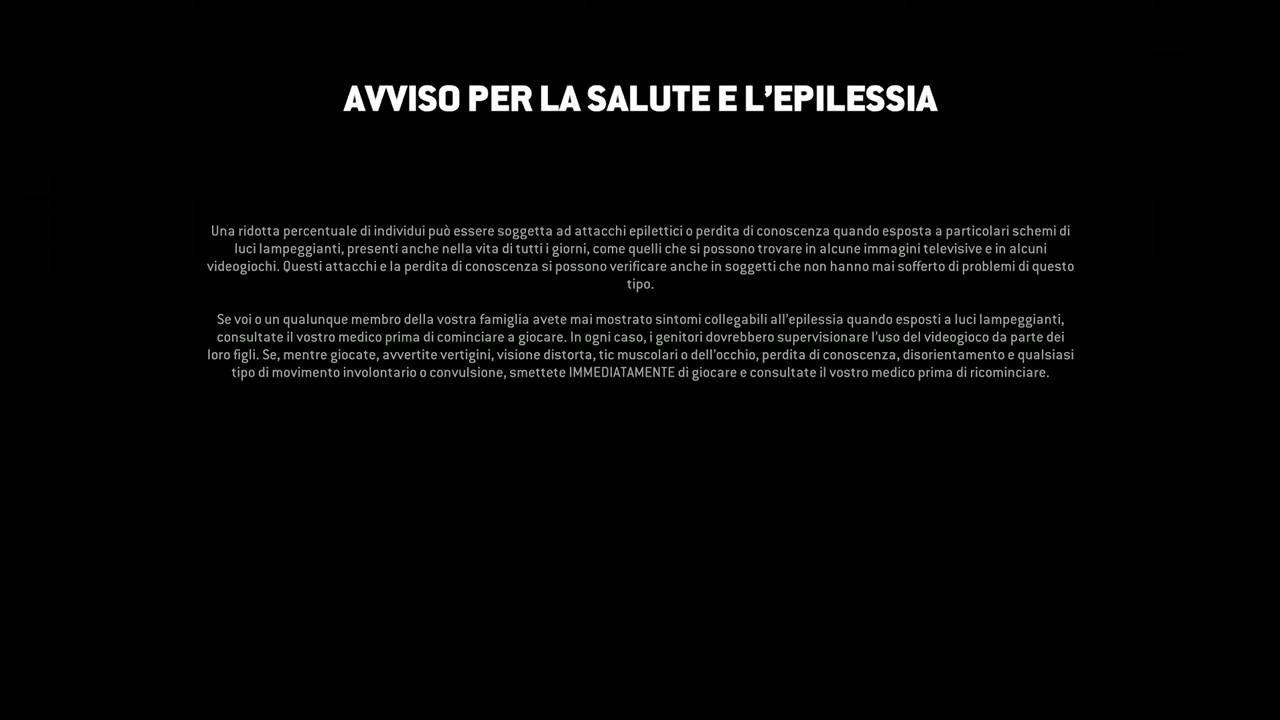 AVVISO PER LA SALUTE E L'EPILESSIA
Una ridotta percentuale di individui può essere soggetta ad attacchi epilettici o perdita di conoscenza quando esposta a particolari schemi di
luci lampeggianti, presenti anche nella vita di tutti i giorni, come quelli che si possono trovare in alcune immagini televisive e in alcuni
videogiochi. Questi attacchi e la perdita di conoscenza si possono verificare anche in soggetti che non hanno mai sofferto di problemi di questo
tipo.
Se voi o un qualunque membro della vostra famiglia avete mai mostrato sintomi collegabili all'epilessia quando esposti a luci lampeggianti,
consultate il vostro medico prima di cominciare a giocare. In ogni caso, i genitori dovrebbero supervisionare l'uso del videogioco da parte dei
loro figli. Se, mentre giocate, avvertite vertigini, visione distorta, tic muscolari o dell'occhio, perdita di conoscenza, disorientamento e qualsiasi
tipo di movimento involontario o convulsione, smettete IMMEDIATAMENTE di giocare e consultate il vostro medico prima di ricominciare.